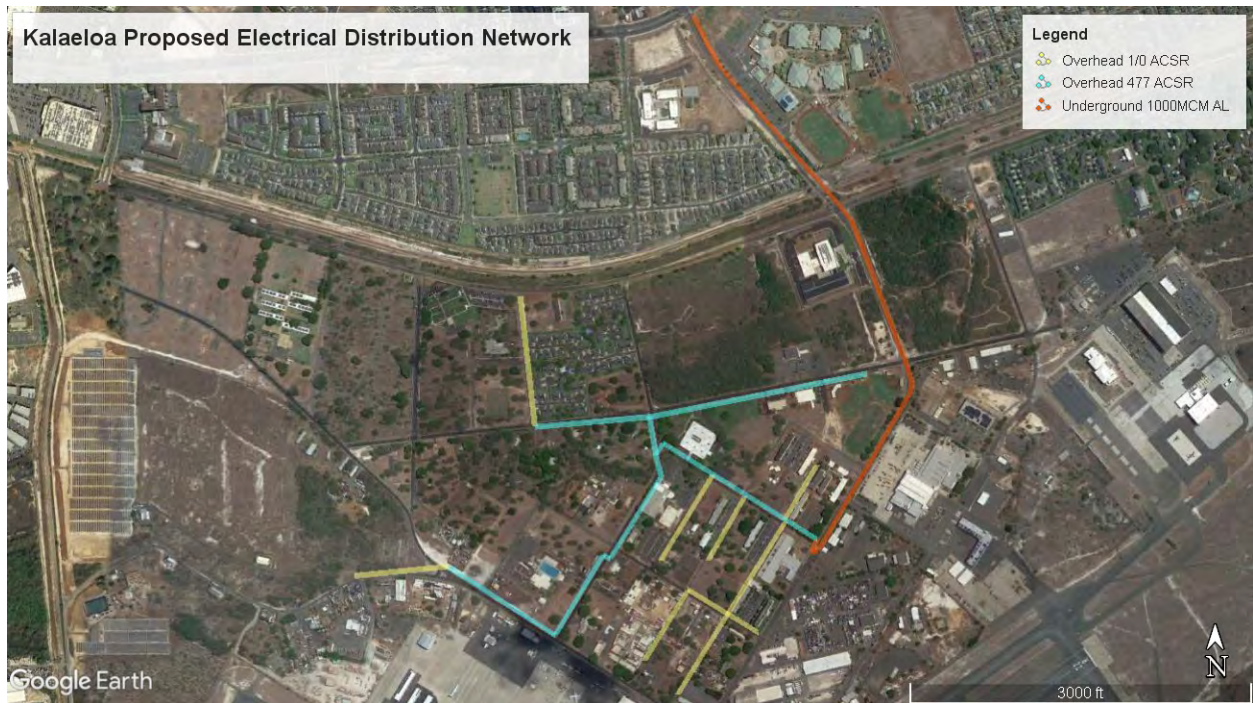 Kalaeloa Proposed Electrical Distribution Network
Legend
Overhead 1/0 ACSR
Overhead 477 ACSR
Underground 1000MCM AL
Google Earth
N
3000 ft